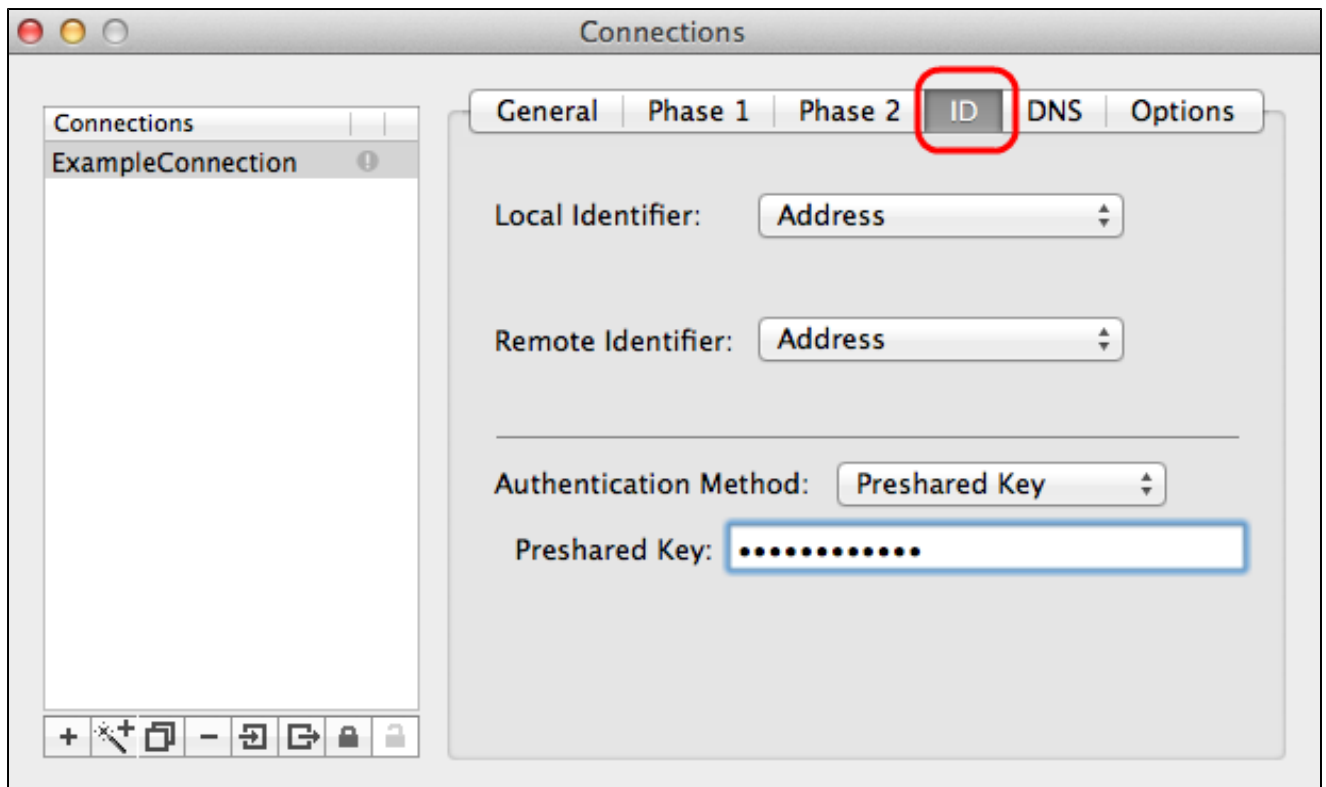 Connections
Connections
ExampleConnection
General Phase 1 Phase 2 ID DNS Options
Local Identifier: Address
Remote Identifier: Address
Authentication Method: Preshared Key
Preshared Key: ••••••••••••